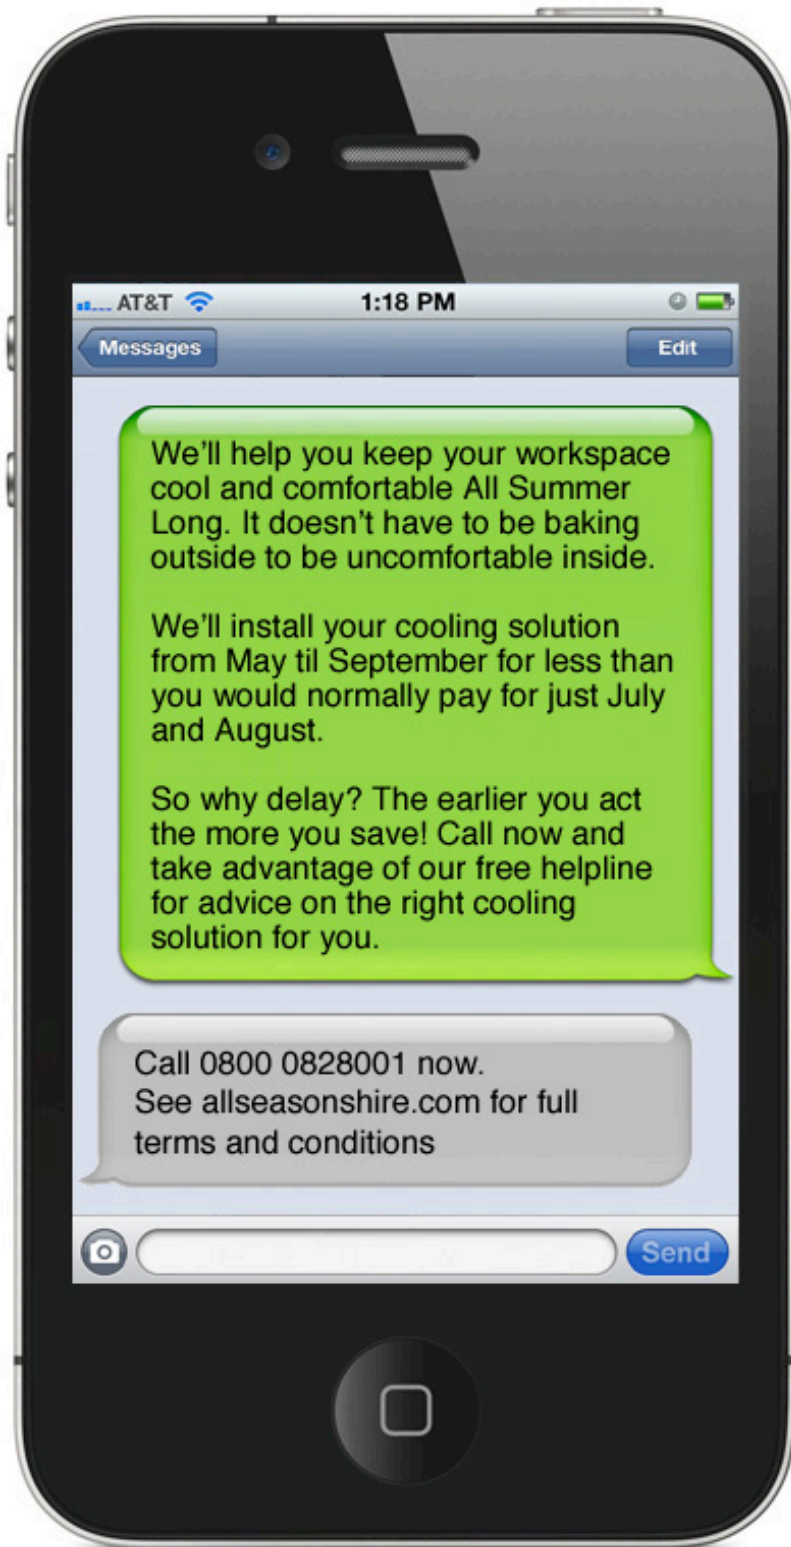 AT&T 1:18 PM
Messages Edit
We'll help you keep your workspace
cool and comfortable All Summer
Long. It doesn't have to be baking
outside to be uncomfortable inside.
We'll install your cooling solution
from May til September for less than
you would normally pay for just July
and August.
So why delay? The earlier you act
the more you save! Call now and
take advantage of our free helpline
for advice on the right cooling
solution for you.
Call 0800 0828001 now.
See allseasonshire.com for full
terms and conditions
Send